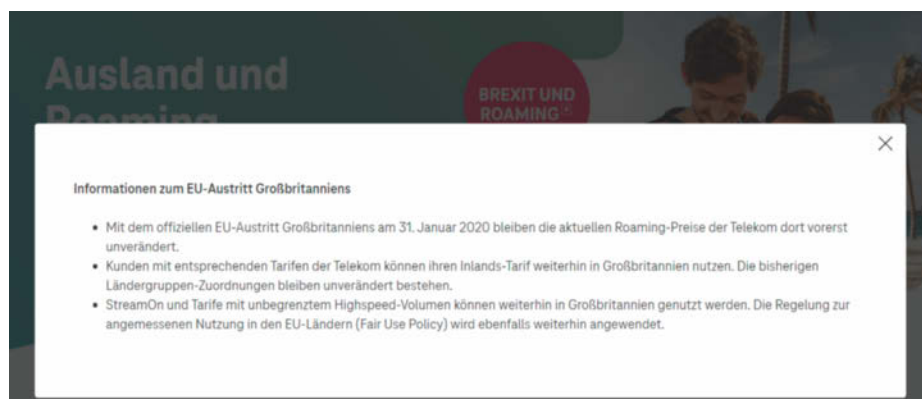 Ausland und
Roaming
BREXIT UND
ROAMING
Informationen zum EU-Austritt Großbritanniens
• Mit dem offiziellen EU-Austritt Großbritanniens am 31. Januar 2020 bleiben die aktuellen Roaming-Preise der Telekom dort vorerst
unverändert.
• Kunden mit entsprechenden Tarifen der Telekom können ihren Inlands-Tarif weiterhin in Großbritannien nutzen. Die bisherigen
Ländergruppen-Zuordnungen bleiben unverändert bestehen.
• StreamOn und Tarife mit unbegrenztem Highspeed-Volumen können weiterhin in Großbritannien genutzt werden. Die Regelung zur
angemessenen Nutzung in den EU-Ländern (Fair Use Policy) wird ebenfalls weiterhin angewendet.